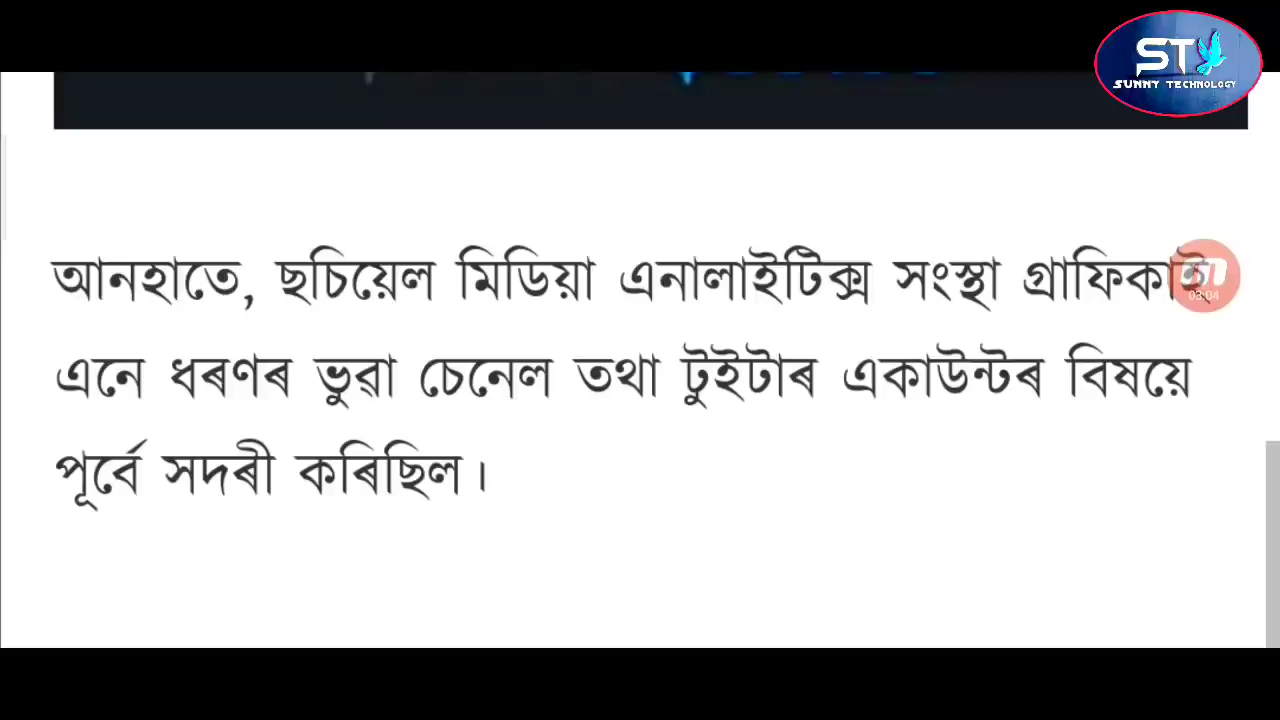 ST
SUNNY TECHNOLOGY
আনহাতে, ছচিয়েল মিডিয়া এনালাইটিক্স সংস্থা গ্ৰাফিকাই
03:04
এনে ধৰণৰ ভুৱা চেনেল তথা টুইটাৰ একাউন্টৰ বিষয়ে
পূৰ্বে সদৰী কৰিছিল।